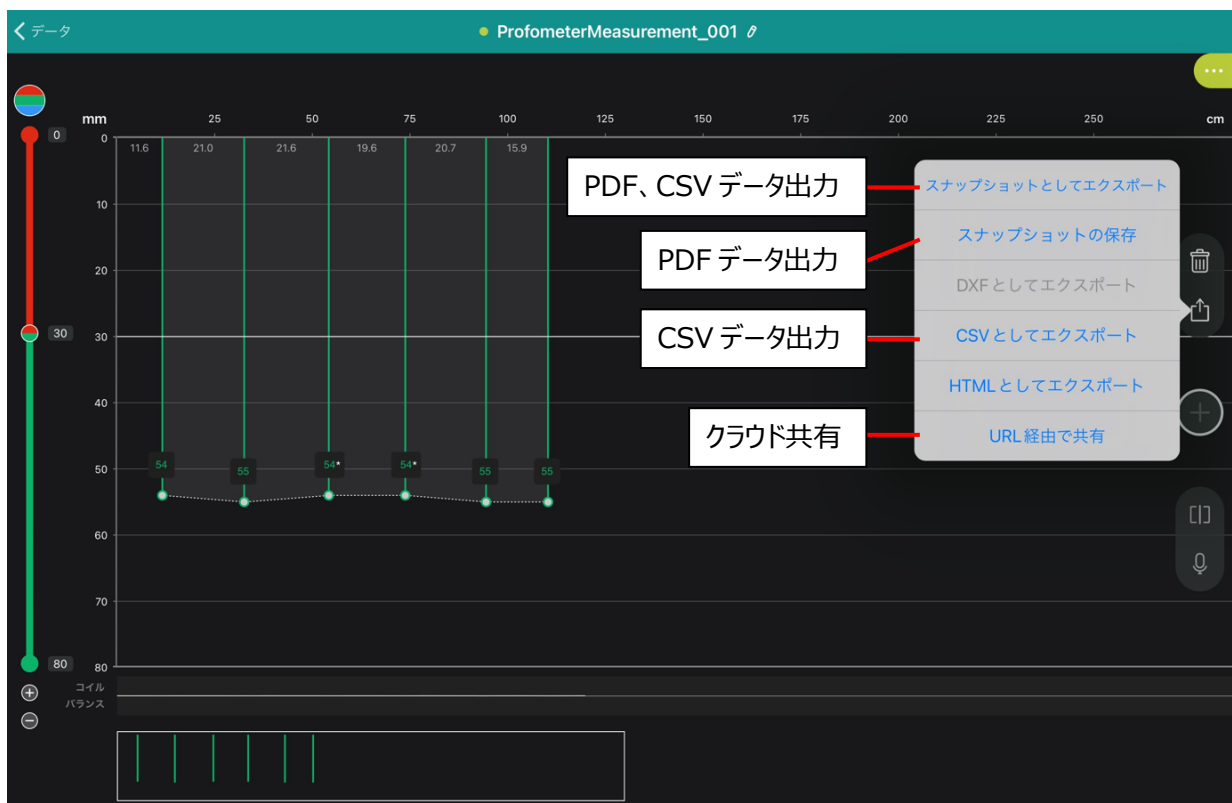 データ
ProfometerMeasurement_001
mm 25 50 75 100 125 150 175 200 225 250 cm
0
0
11.6 21.0 21.6 19.6 20.7 15.9
PDF、CSV データ出力
スナップショットとしてエクスポート
10
スナップショットの保存
PDF データ出力
20
DXFとしてエクスポート
30
30
CSV データ出力
CSVとしてエクスポート
HTMLとしてエクスポート
40
クラウド共有
URL経由で共有
50
54 55 54* 54* 55 55
60
70
80
80
コイル
バランス